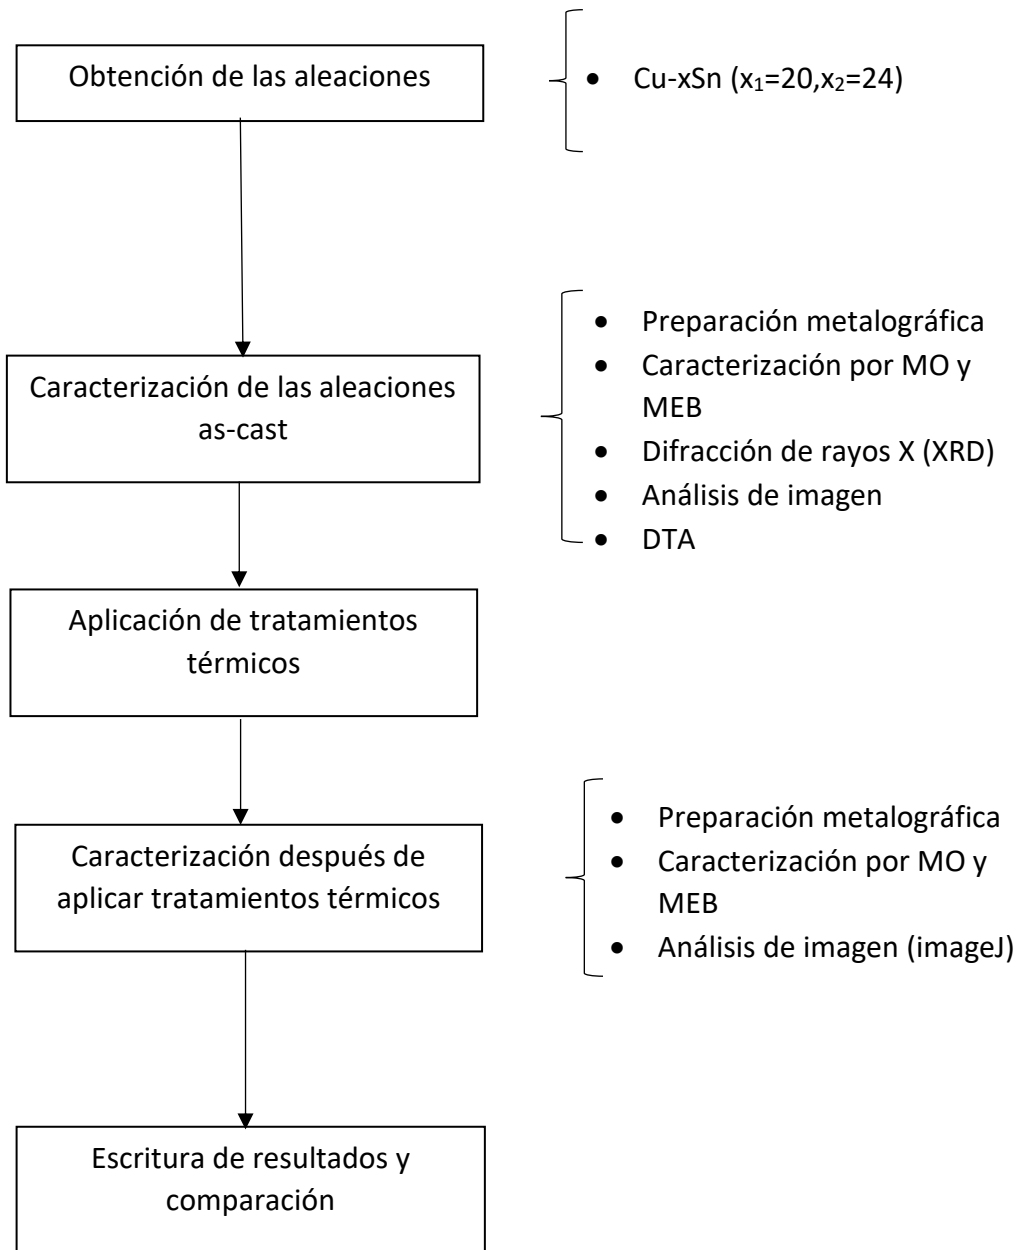 Obtención de las aleaciones
• Cu-xSn (x₁=20,x₂=24)
Caracterización de las aleaciones
as-cast
• Preparación metalográfica
• Caracterización por MO y
MEB
• Difracción de rayos X (XRD)
• Análisis de imagen
• DTA
Aplicación de tratamientos
térmicos
Caracterización después de
aplicar tratamientos térmicos
• Preparación metalográfica
• Caracterización por MO y
MEB
• Análisis de imagen (imageJ)
Escritura de resultados y
comparación